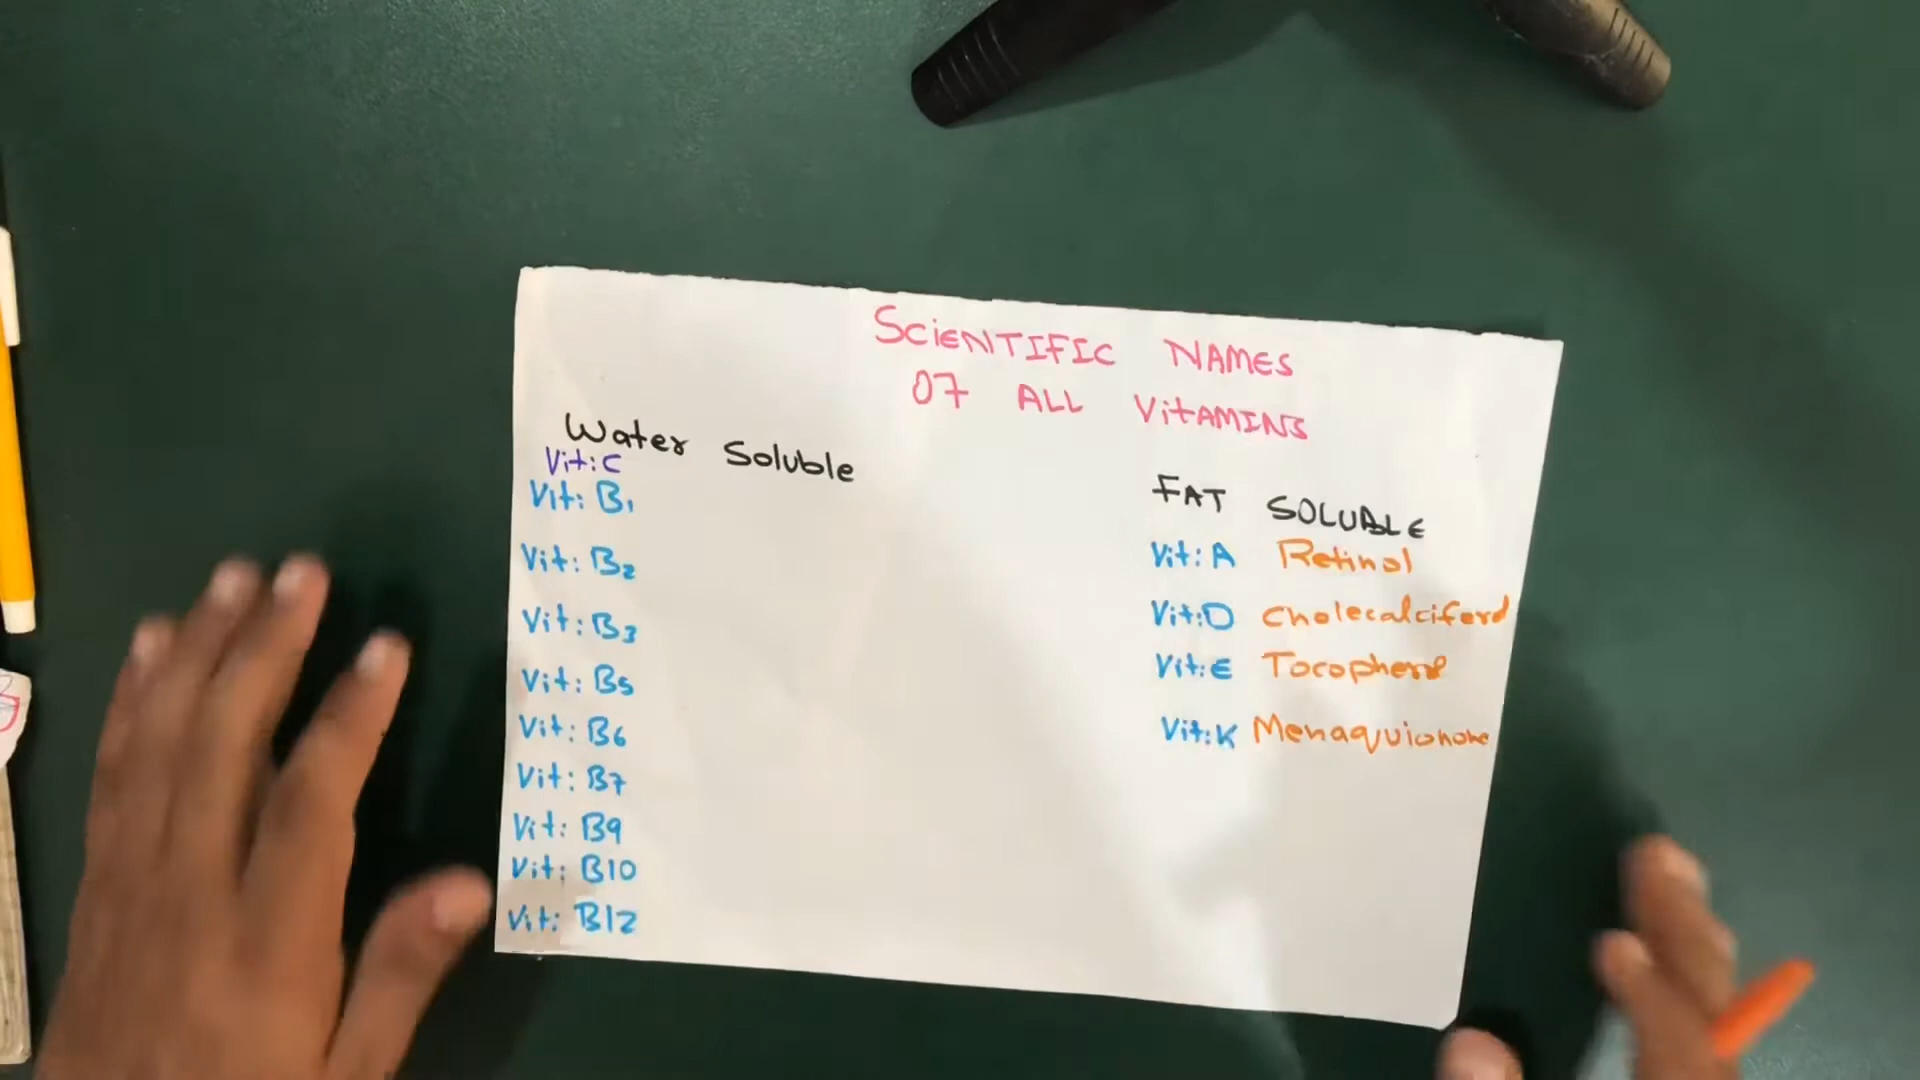 SCiENTIFIC NAMES
OF ALL VitAMINS
Water Soluble
Vit:C
Vit: B1
Vit: B2
Vit: B3
Vit: B5
Vit: B6
Vit: B7
Vit: B9
Vit: B10
Vit: B12
FAT SOLUBLE
Vit: A Retinol
Vit:D Cholecalciferol
Vit:E Tocopherol
Vit:K Menaquionone